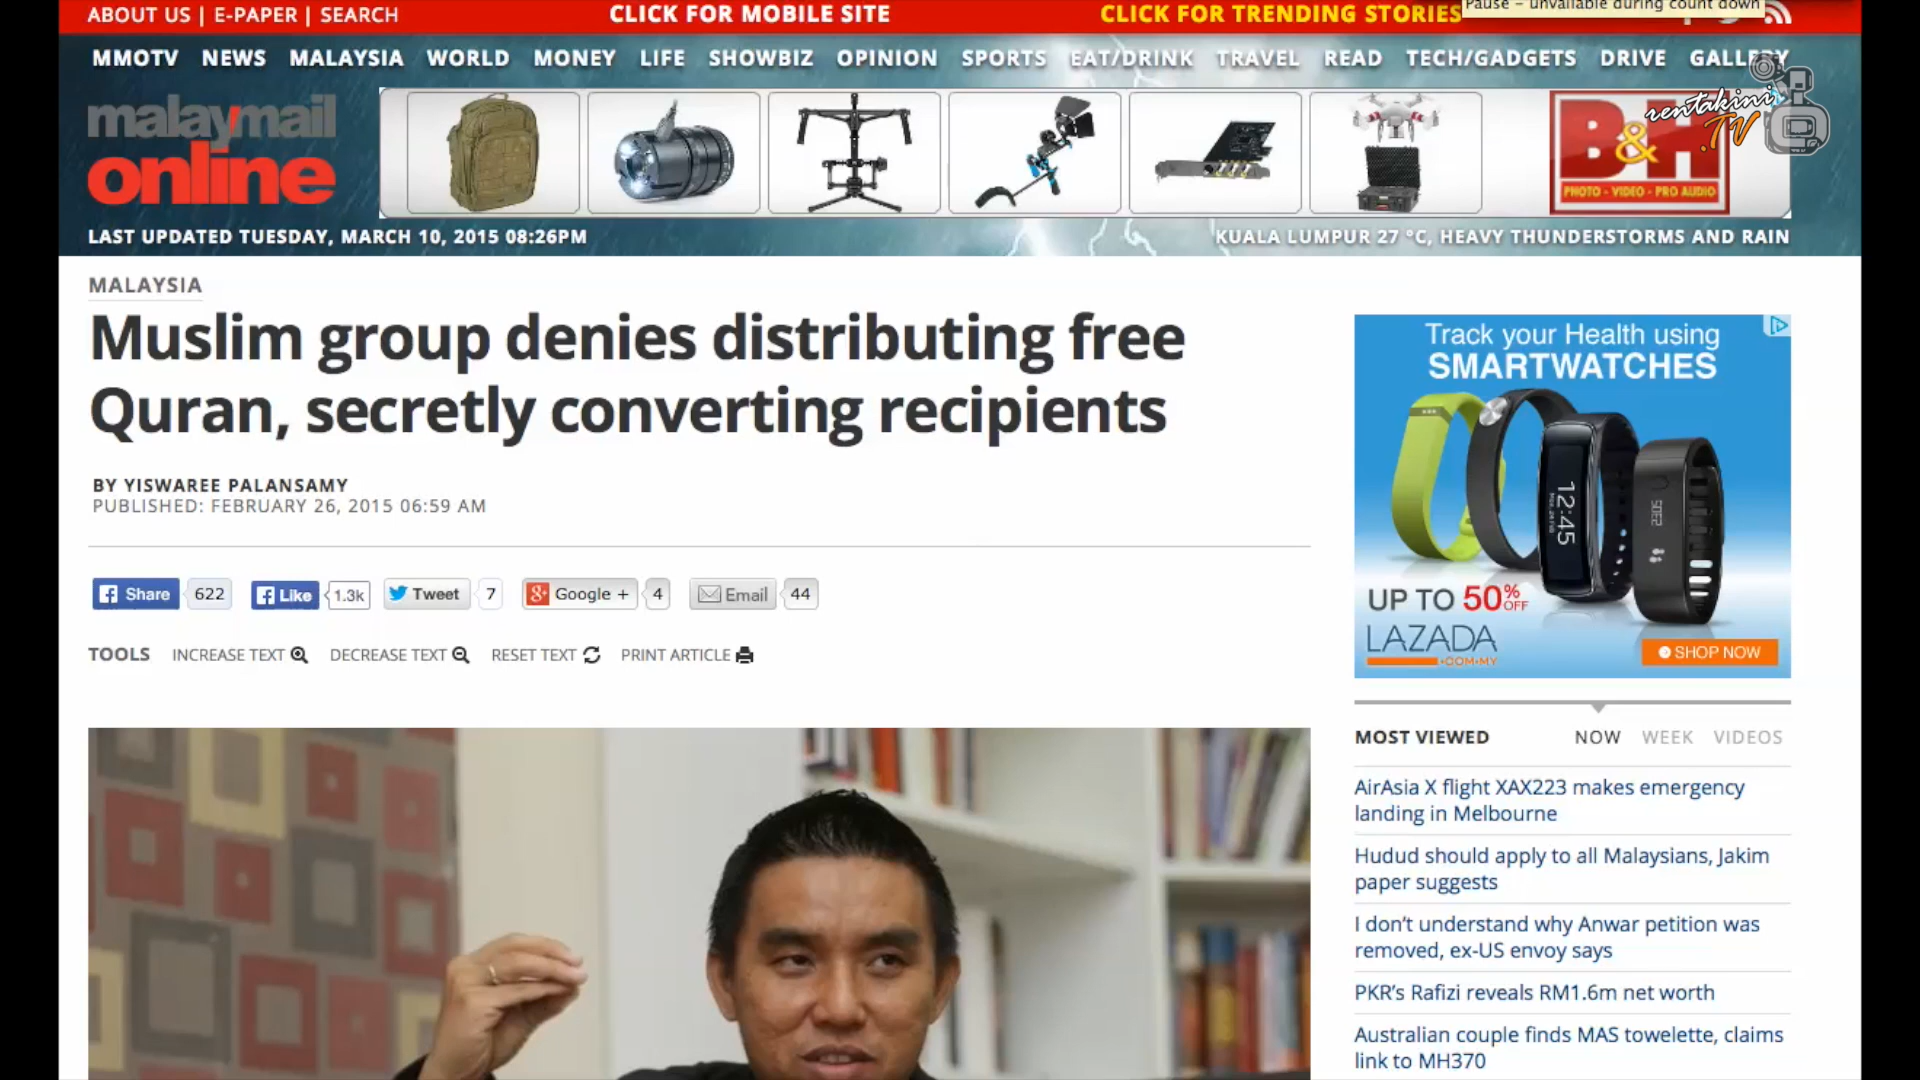 ABOUT US | E-PAPER | SEARCH
CLICK FOR MOBILE SITE
CLICK FOR TRENDING STORIES
Pause – unvailable during count down
MMOTV NEWS MALAYSIA WORLD MONEY LIFE SHOWBIZ OPINION SPORTS EAT/DRINK TRAVEL READ TECH/GADGETS DRIVE GALLERY
malaymail
online
B&H
PHOTO - VIDEO - PRO AUDIO
rentakini
.TV
LAST UPDATED TUESDAY, MARCH 10, 2015 08:26PM
KUALA LUMPUR 27 °C, HEAVY THUNDERSTORMS AND RAIN
MALAYSIA
Muslim group denies distributing free
Quran, secretly converting recipients
BY YISWAREE PALANSAMY
PUBLISHED: FEBRUARY 26, 2015 06:59 AM
Share 622 Like 1.3k Tweet 7 Google + 4 Email 44
TOOLS INCREASE TEXT DECREASE TEXT RESET TEXT PRINT ARTICLE
Track your Health using
SMARTWATCHES
12:45
UP TO 50% OFF
LAZADA
.COM.MY
SHOP NOW
MOST VIEWED NOW WEEK VIDEOS
AirAsia X flight XAX223 makes emergency
landing in Melbourne
Hudud should apply to all Malaysians, Jakim
paper suggests
I don't understand why Anwar petition was
removed, ex-US envoy says
PKR's Rafizi reveals RM1.6m net worth
Australian couple finds MAS towelette, claims
link to MH370